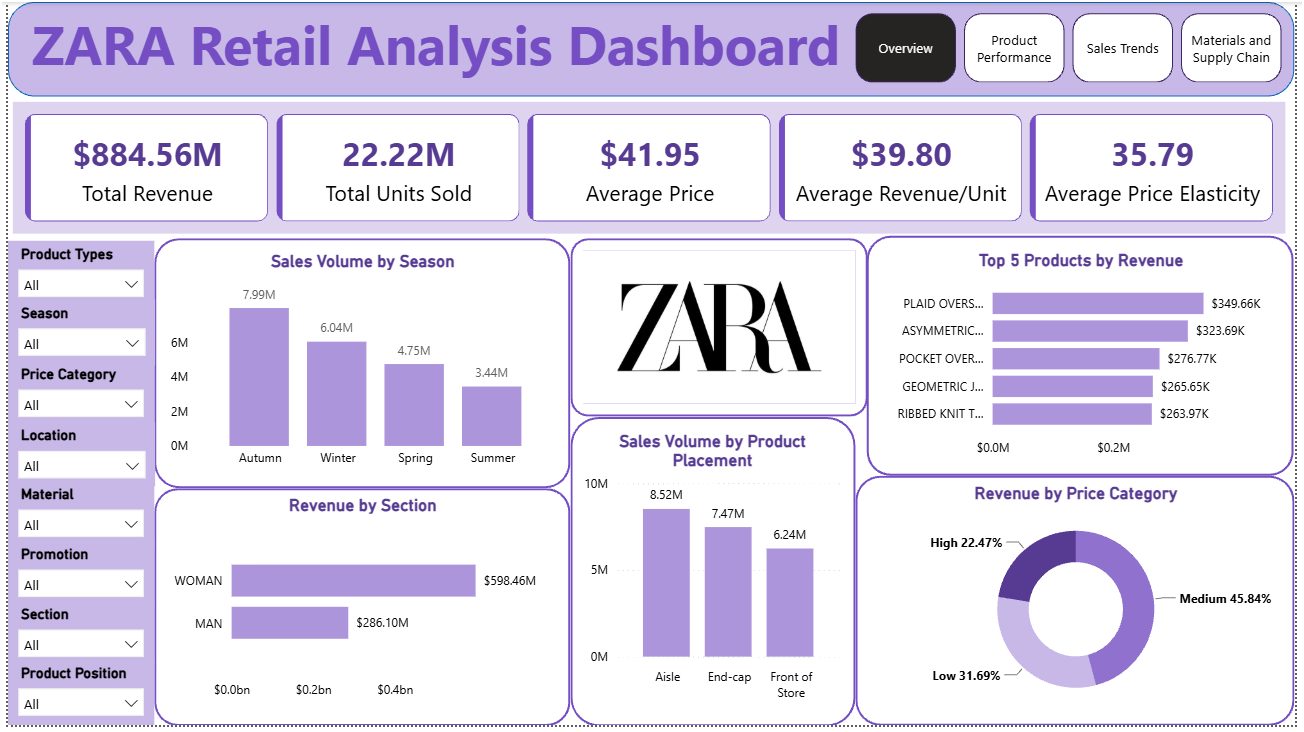 ZARA Retail Analysis Dashboard
Overview
Product
Performance
Sales Trends
Materials and
Supply Chain
$884.56M
Total Revenue
22.22M
Total Units Sold
$41.95
Average Price
$39.80
Average Revenue/Unit
35.79
Average Price Elasticity
Product Types
All
Season
All
Price Category
All
Location
All
Material
All
Promotion
All
Section
All
Product Position
All
Sales Volume by Season
7.99M
6.04M
4.75M
3.44M
6M
4M
2M
0M
Autumn
Winter
Spring
Summer
Revenue by Section
WOMAN
$598.46M
MAN
$286.10M
$0.0bn
$0.2bn
$0.4bn
ZARA
Sales Volume by Product
Placement
10M
5M
0M
8.52M
7.47M
6.24M
Aisle
End-cap
Front of
Store
Top 5 Products by Revenue
PLAID OVERS...
$349.66K
ASYMMETRIC...
$323.69K
POCKET OVER...
$276.77K
GEOMETRIC J...
$265.65K
RIBBED KNIT T...
$263.97K
$0.0M
$0.2M
Revenue by Price Category
High 22.47%
Medium 45.84%
Low 31.69%